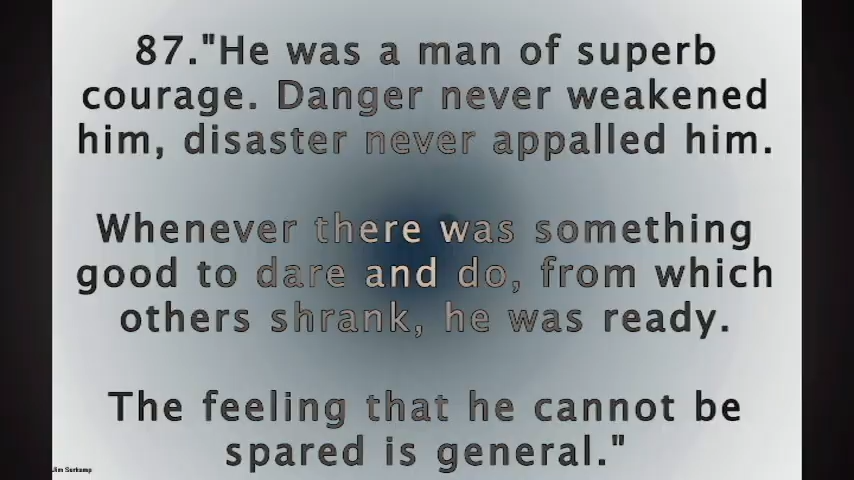 87."He was a man of superb
courage. Danger never weakened
him, disaster never appalled him.
Whenever there was something
good to dare and do, from which
others shrank, he was ready.
The feeling that he cannot be
spared is general."
Jim Surkamp